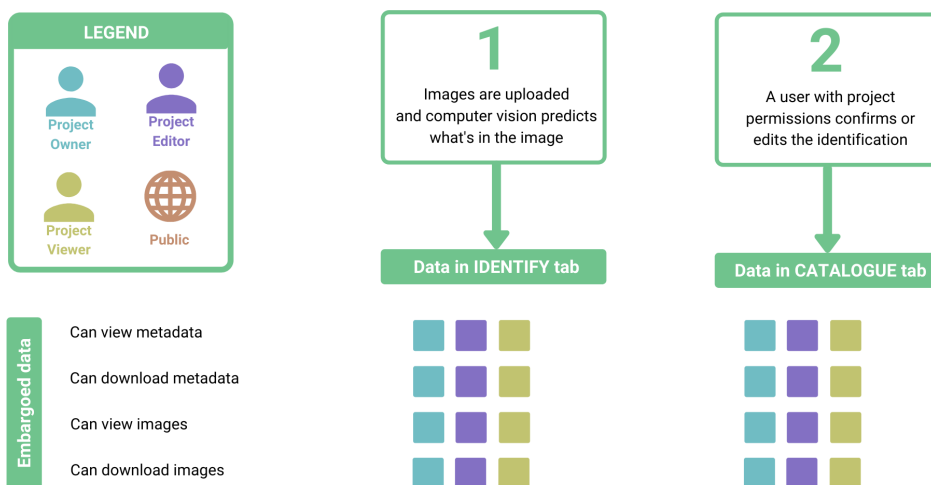 LEGEND
Project
Owner
Project
Editor
Project
Viewer
Public
1
Images are uploaded
and computer vision predicts
what's in the image
Data in IDENTIFY tab
2
A user with project
permissions confirms or
edits the identification
Data in CATALOGUE tab
Embargoed data
Can view metadata
Can download metadata
Can view images
Can download images